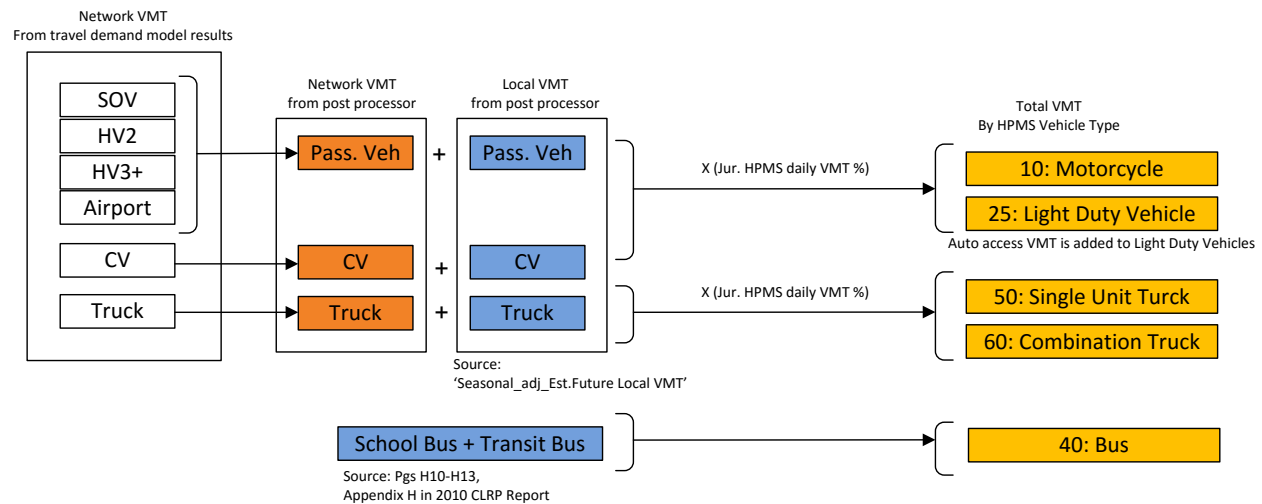 Network VMT
From travel demand model results
SOV
HV2
HV3+
Airport
CV
Truck
Network VMT
from post processor
Pass. Veh
CV
Truck
+
+
+
Local VMT
from post processor
Pass. Veh
CV
Truck
Source:
‘Seasonal_adj_Est.Future Local VMT’
X (Jur. HPMS daily VMT %)
X (Jur. HPMS daily VMT %)
Total VMT
By HPMS Vehicle Type
10: Motorcycle
25: Light Duty Vehicle
Auto access VMT is added to Light Duty Vehicles
50: Single Unit Turck
60: Combination Truck
School Bus + Transit Bus
Source: Pgs H10-H13,
Appendix H in 2010 CLRP Report
40: Bus